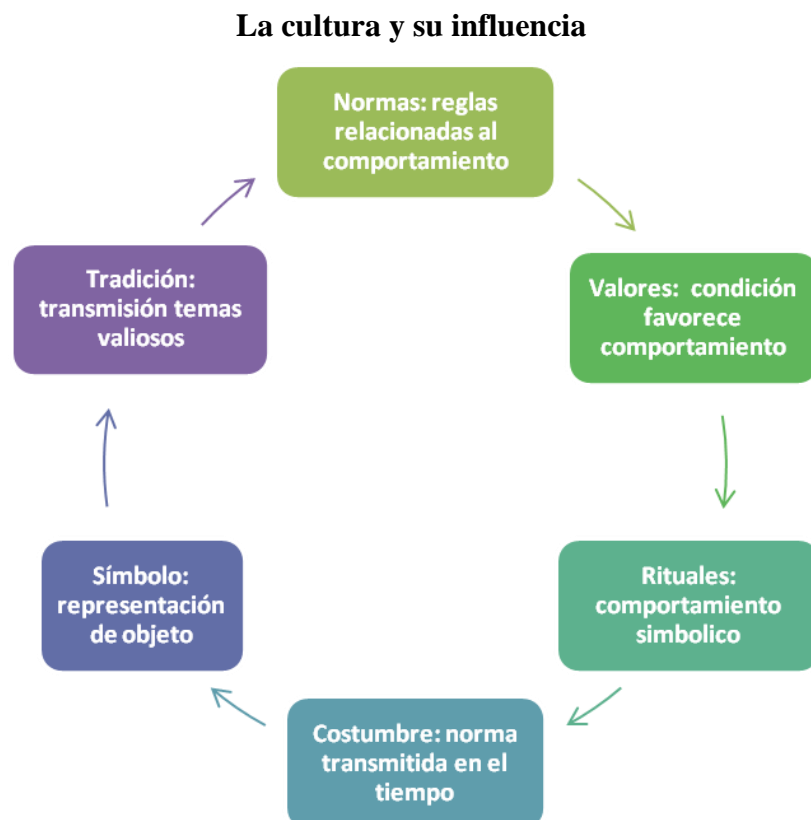 La cultura y su influencia
Normas: reglas
relacionadas al
comportamiento
Valores: condición
favorece
comportamiento
Rituales:
comportamiento
simbolico
Costumbre: norma
transmitida en el
tiempo
Símbolo:
representación
de objeto
Tradición:
transmisión temas
valiosos